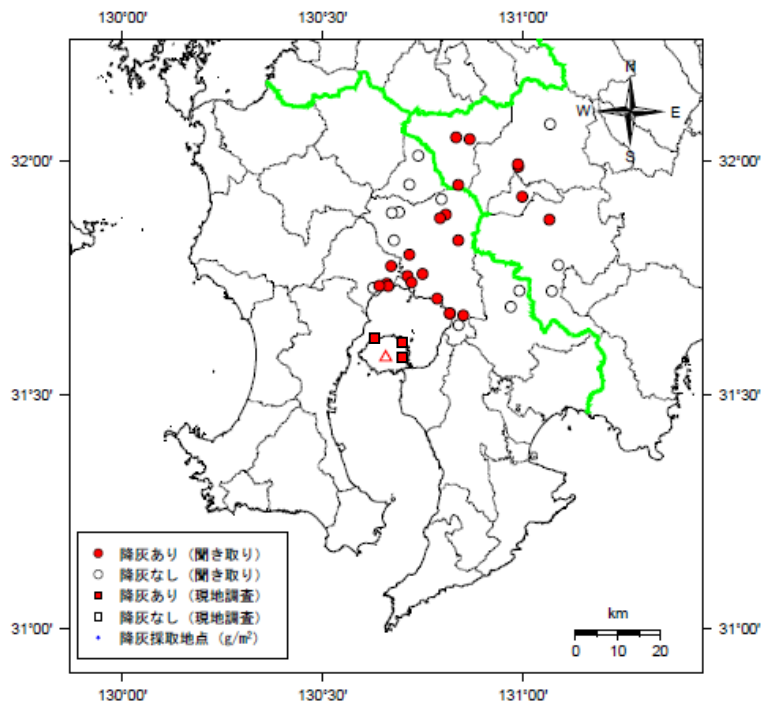 130°00' 130°30' 131°00'
N
W E
S
32°00' 32°00'
31°30' 31°30'
31°00' 31°00'
降灰あり（聞き取り）
降灰なし（聞き取り）
降灰あり（現地調査）
降灰なし（現地調査）
降灰採取地点（g/m²）
km
0 10 20
130°00' 130°30' 131°00'